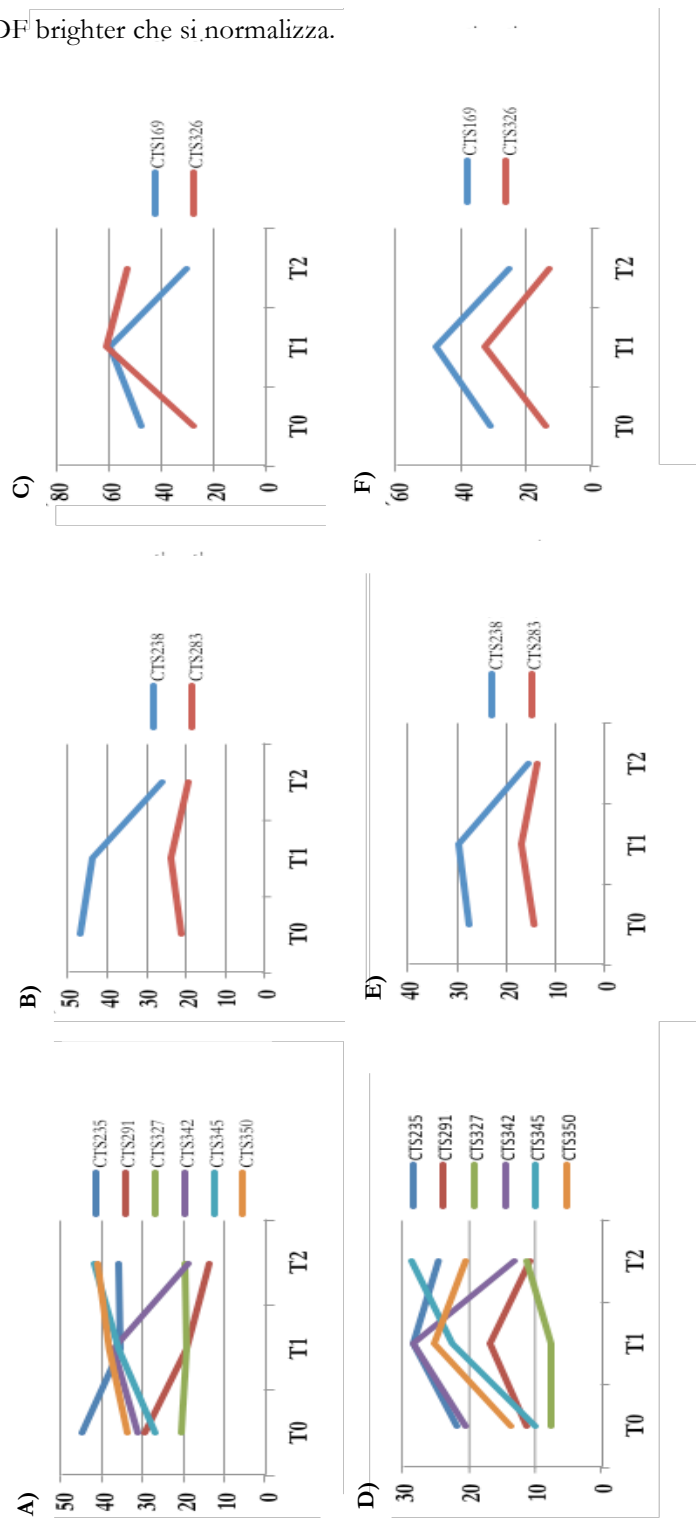 DF brighter che si normalizza.
A)
50
40
30
20
10
0
T0 T1 T2
CTS235
CTS291
CTS327
CTS342
CTS345
CTS350
B)
50
40
30
20
10
0
T0 T1 T2
CTS238
CTS283
C)
80
60
40
20
0
T0 T1 T2
CTS169
CTS326
D)
30
20
10
0
T0 T1 T2
CTS235
CTS291
CTS327
CTS342
CTS345
CTS350
E)
40
30
20
10
0
T0 T1 T2
CTS238
CTS283
F)
60
40
20
0
T0 T1 T2
CTS169
CTS326